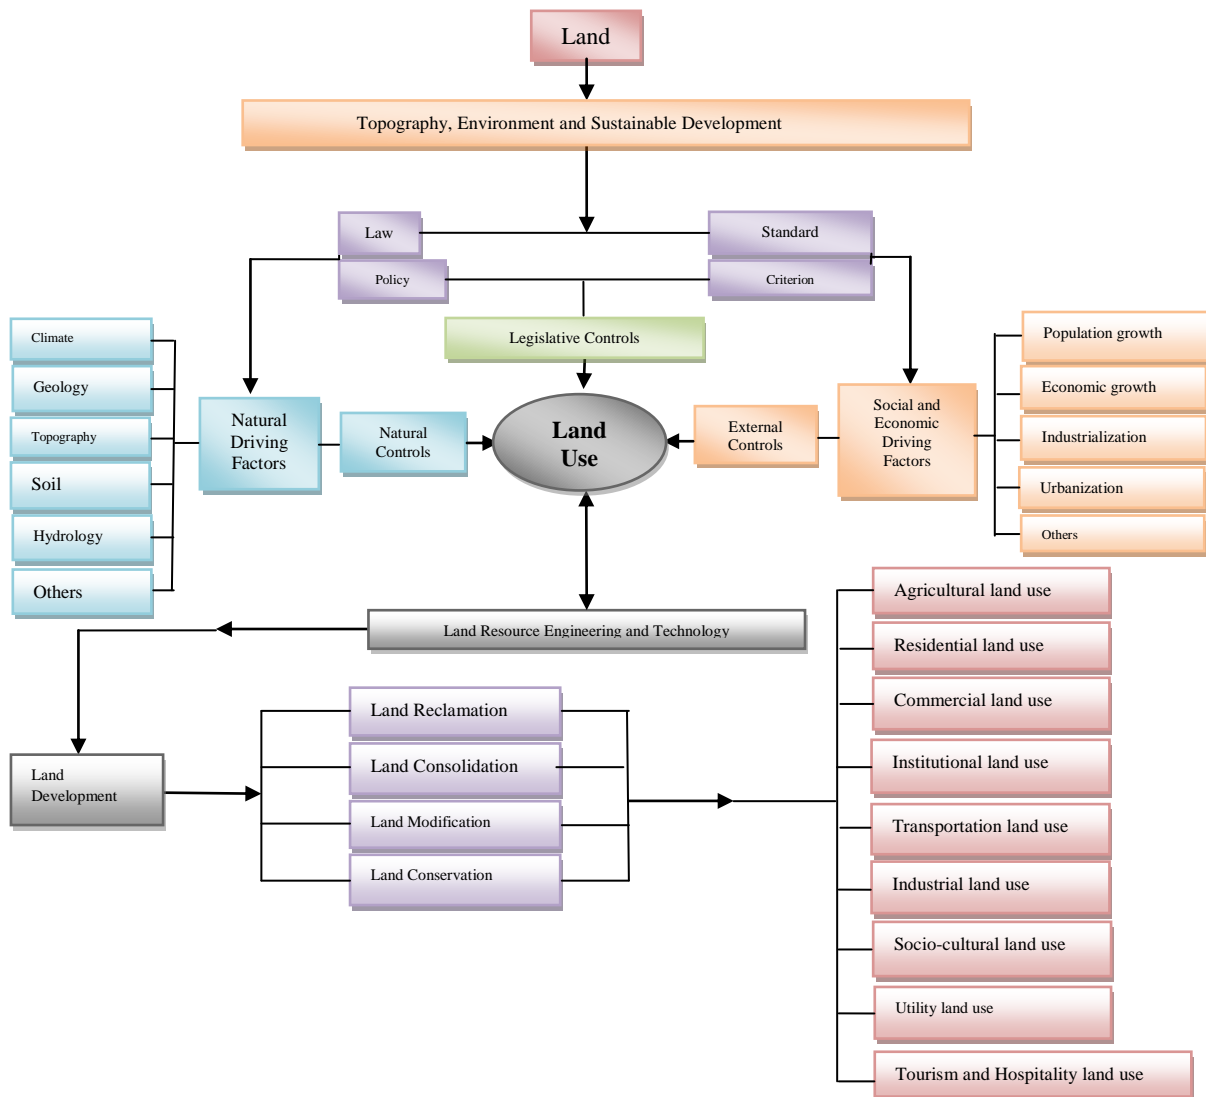 Land
Topography, Environment and Sustainable Development
Law
Standard
Policy
Criterion
Legislative Controls
Climate
Geology
Topography
Soil
Hydrology
Others
Natural
Driving
Factors
Natural
Controls
Land
Use
External
Controls
Social and
Economic
Driving
Factors
Population growth
Economic growth
Industrialization
Urbanization
Others
Land Resource Engineering and Technology
Land
Development
Land Reclamation
Land Consolidation
Land Modification
Land Conservation
Agricultural land use
Residential land use
Commercial land use
Institutional land use
Transportation land use
Industrial land use
Socio-cultural land use
Utility land use
Tourism and Hospitality land use